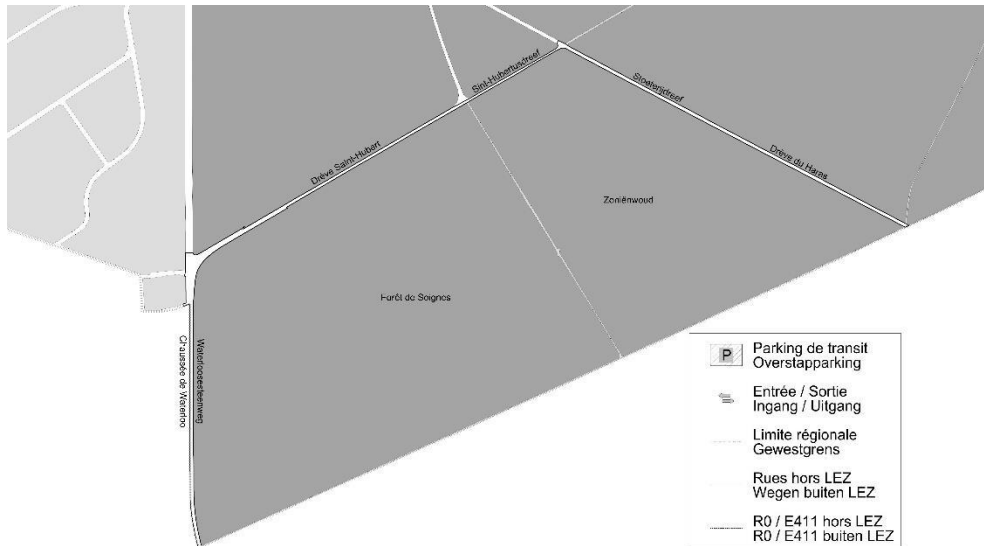 Sint-Hubertusdreef
Stoeterijdreef
Drève Saint-Hubert
Drève du Haras
Zoniënwoud
Forêt de Soignes
Waterloosesteenweg
Chaussée de Waterloo
P
Parking de transit
Overstapparking
Entrée / Sortie
Ingang / Uitgang
Limite régionale
Gewestgrens
Rues hors LEZ
Wegen buiten LEZ
R0 / E411 hors LEZ
R0 / E411 buiten LEZ